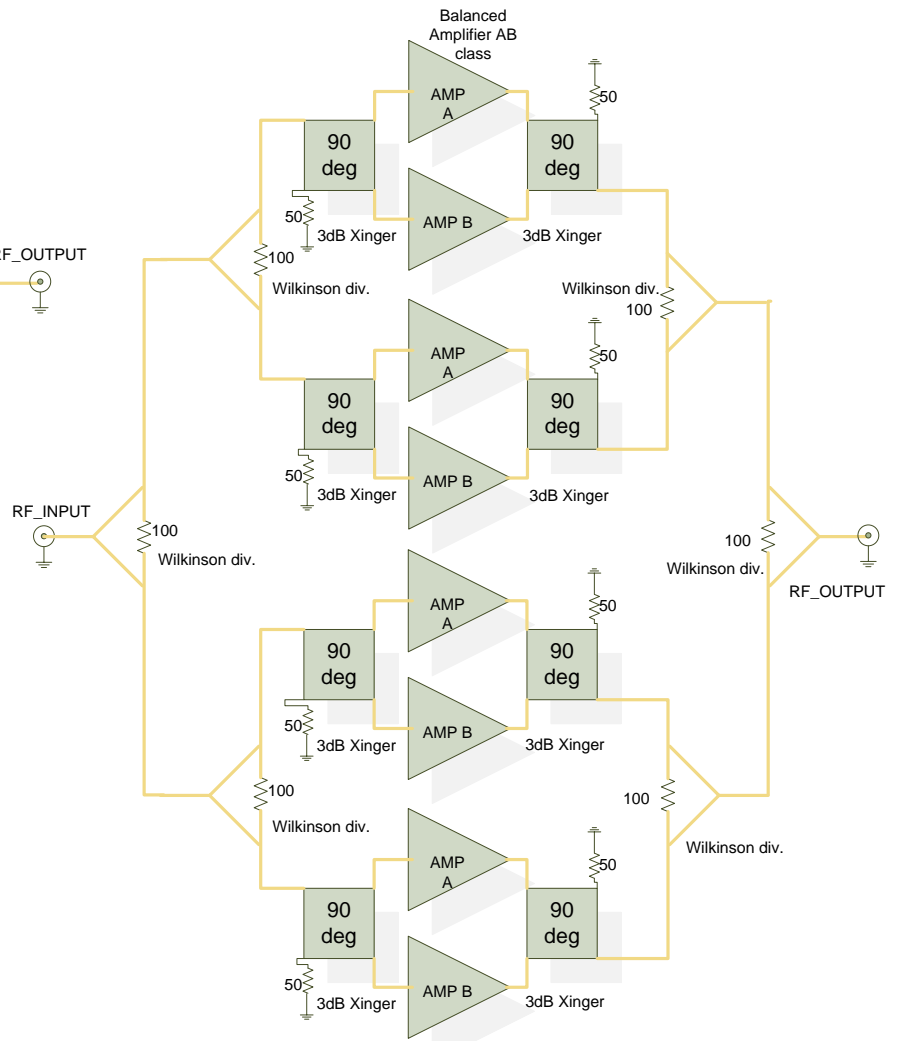 Balanced
Amplifier AB
class
AMP
A
50
90
deg
90
deg
50
AMP B
3dB Xinger
3dB Xinger
F_OUTPUT
100
Wilkinson div.
Wilkinson div.
100
AMP
A
50
90
deg
90
deg
50
AMP B
3dB Xinger
3dB Xinger
RF_INPUT
100
Wilkinson div.
100
Wilkinson div.
RF_OUTPUT
AMP
A
50
90
deg
90
deg
50
AMP B
3dB Xinger
3dB Xinger
100
Wilkinson div.
100
Wilkinson div.
AMP
A
50
90
deg
90
deg
50
AMP B
3dB Xinger
3dB Xinger